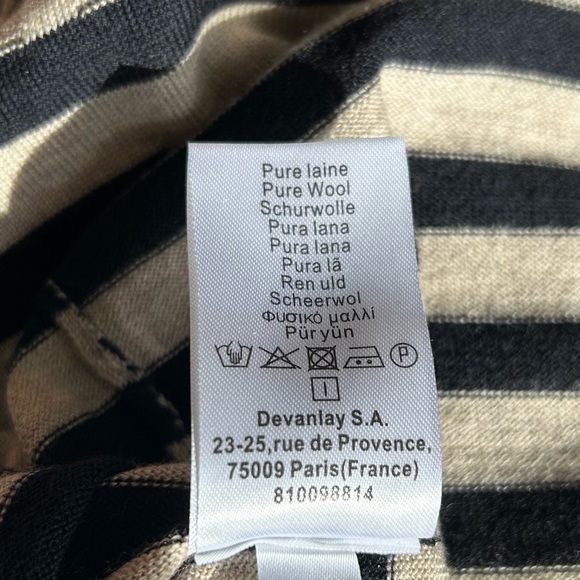 Pure laine
Pure Wool
Schurwolle
Pura lana
Pura lana
Pura lã
Ren uld
Scheerwol
Φυσικό μαλλί
Pür yün
P
I
Devanlay S.A.
23-25,rue de Provence,
75009 Paris(France)
810098814